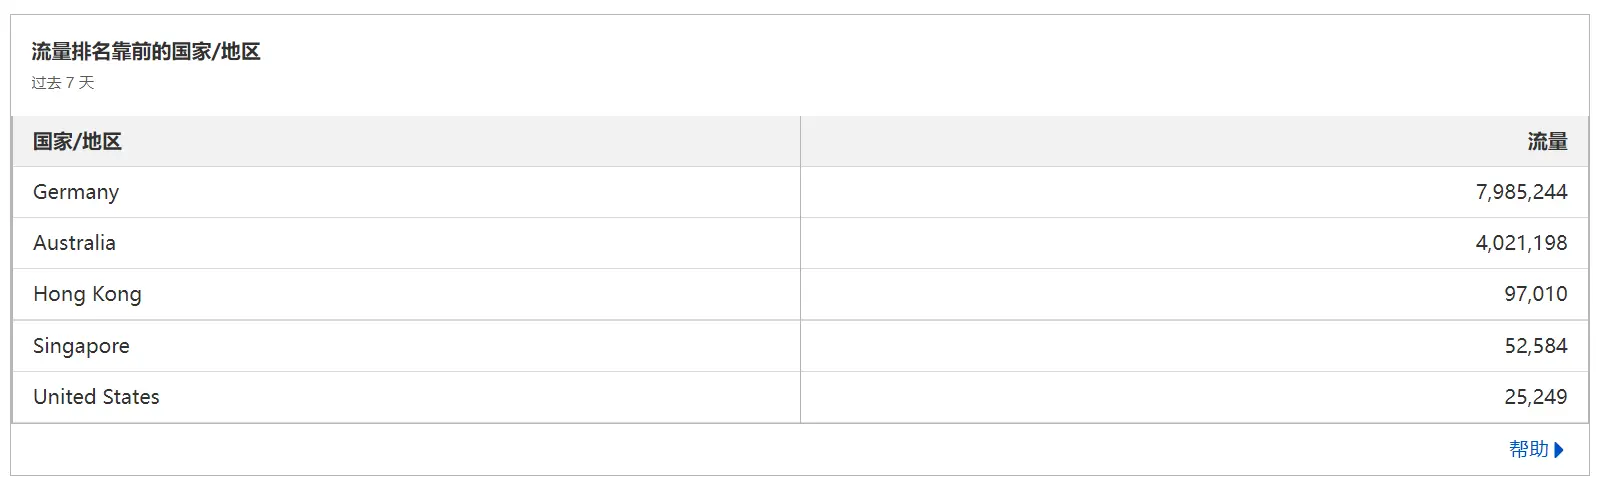 流量排名靠前的国家/地区
过去 7 天
国家/地区 流量
Germany 7,985,244
Australia 4,021,198
Hong Kong 97,010
Singapore 52,584
United States 25,249
帮助